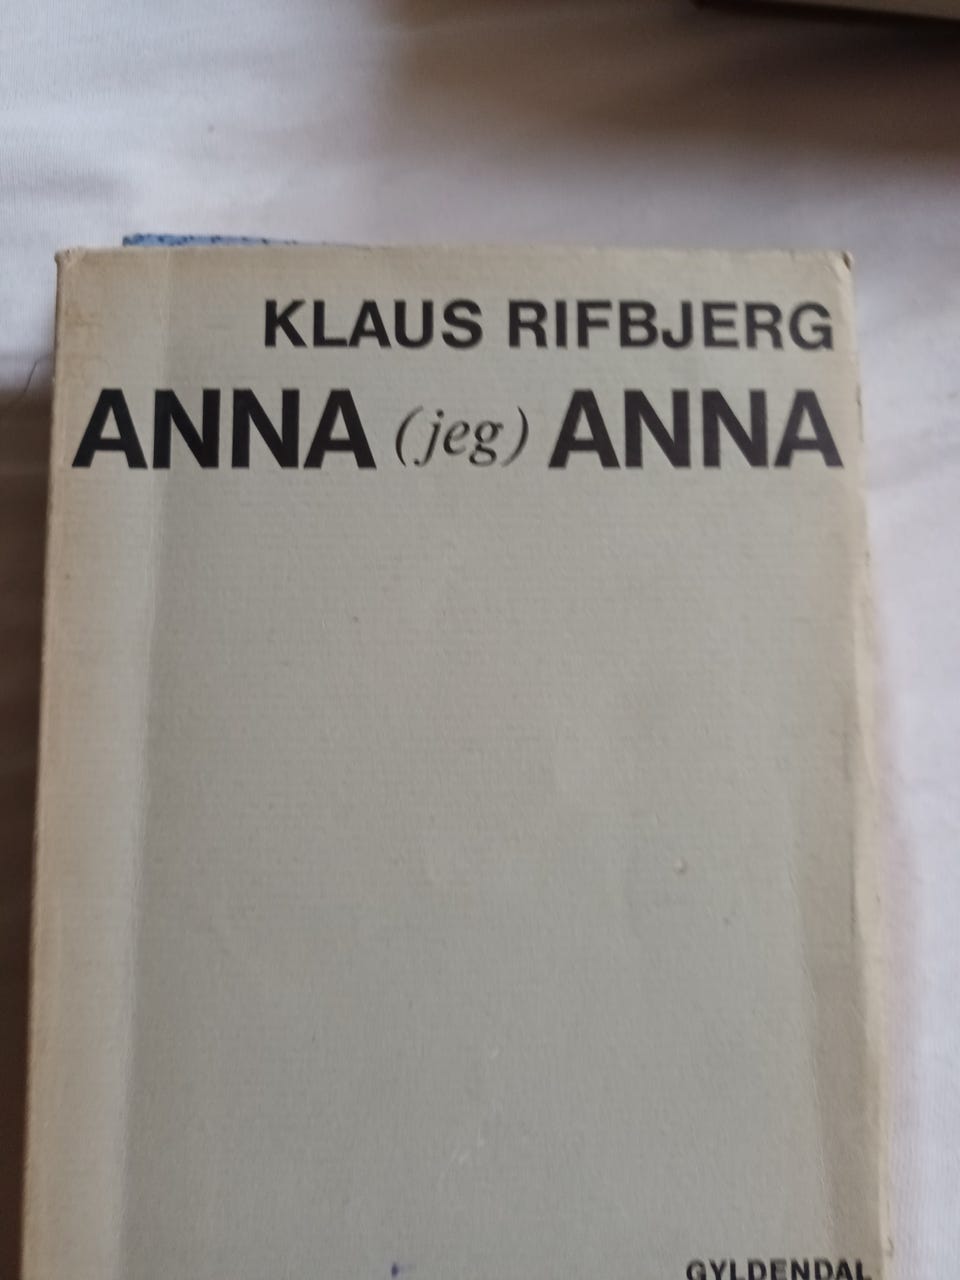 KLAUS RIFBJERG
ANNA (jeg) ANNA
GYLDENDAL